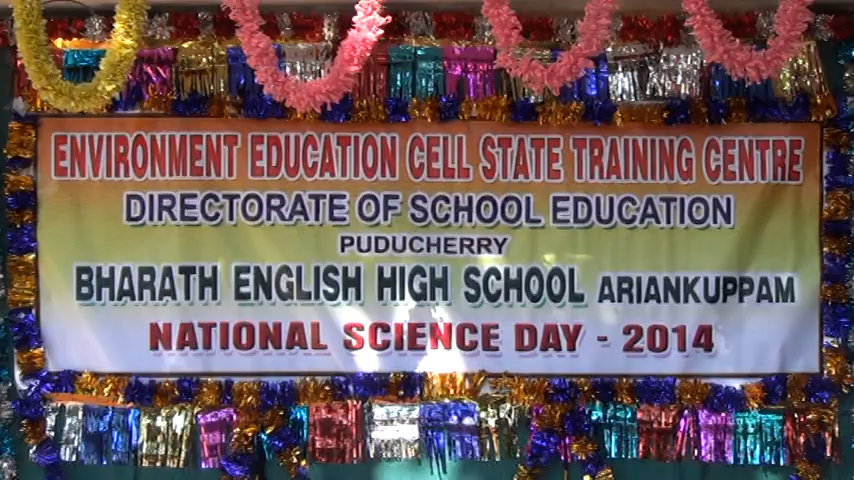 ENVIRONMENT EDUCATION CELL STATE TRAINING CENTRE
DIRECTORATE OF SCHOOL EDUCATION
PUDUCHERRY
BHARATH ENGLISH HIGH SCHOOL ARIANKUPPAM
NATIONAL SCIENCE DAY - 2014